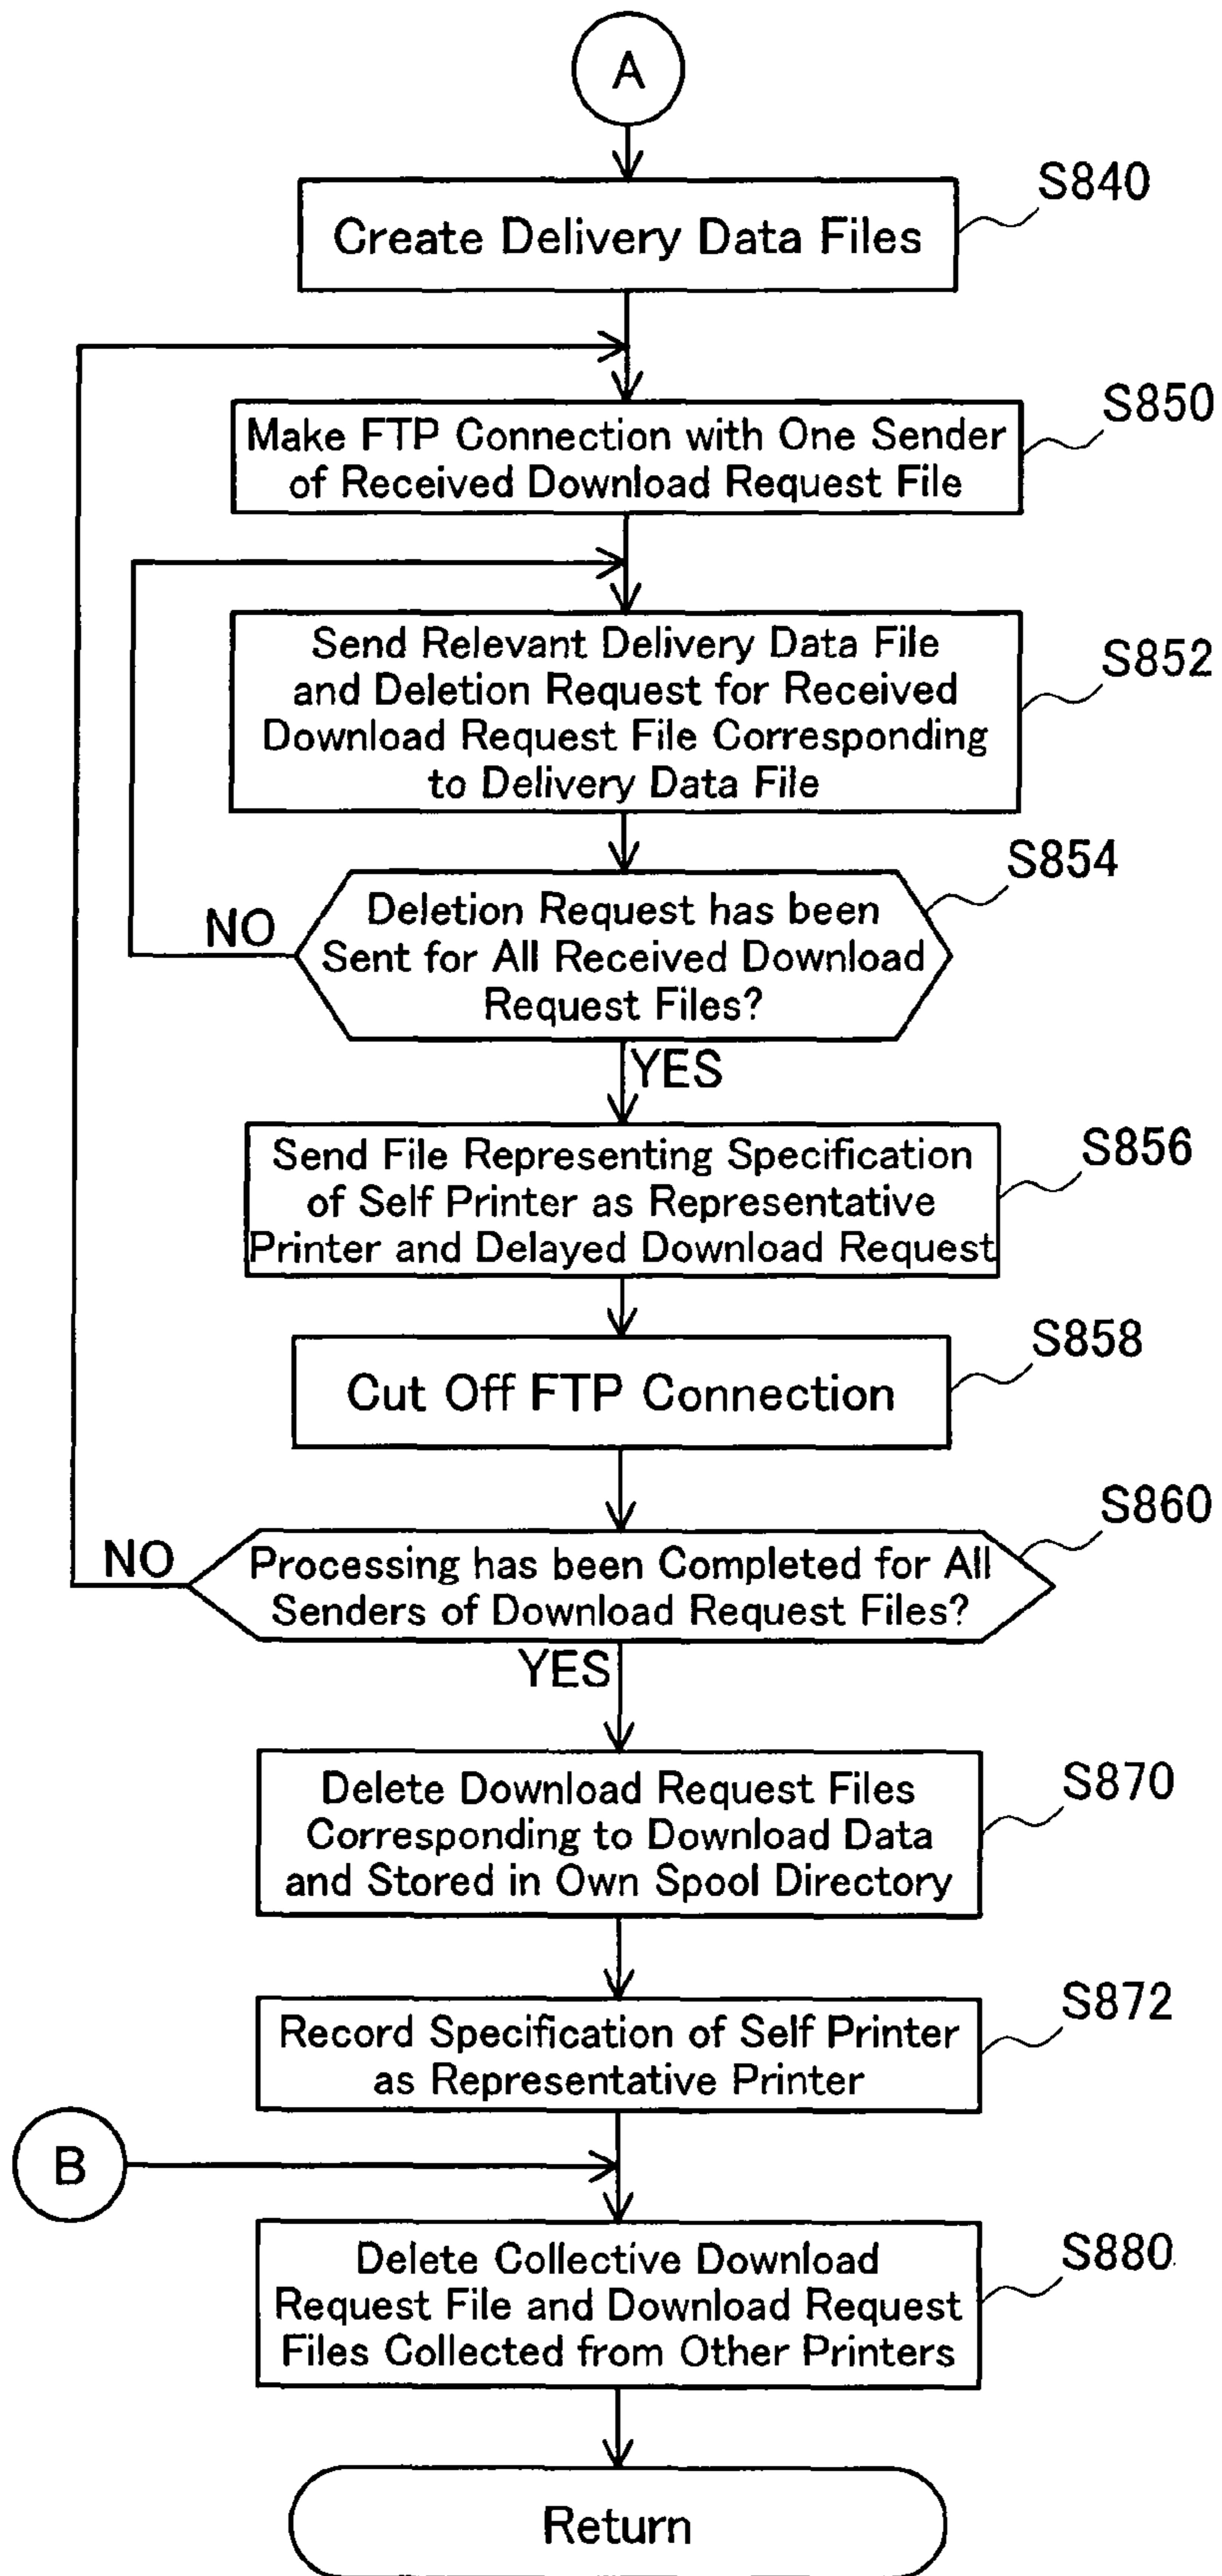 A
S840
Create Delivery Data Files
S850
Make FTP Connection with One Sender
of Received Download Request File
S852
Send Relevant Delivery Data File
and Deletion Request for Received
Download Request File Corresponding
to Delivery Data File
S854
Deletion Request has been
Sent for All Received Download
Request Files?
NO
YES
S856
Send File Representing Specification
of Self Printer as Representative
Printer and Delayed Download Request
S858
Cut Off FTP Connection
S860
Processing has been Completed for All
Senders of Download Request Files?
NO
YES
S870
Delete Download Request Files
Corresponding to Download Data
and Stored in Own Spool Directory
S872
Record Specification of Self Printer
as Representative Printer
B
S880
Delete Collective Download
Request File and Download Request
Files Collected from Other Printers
Return